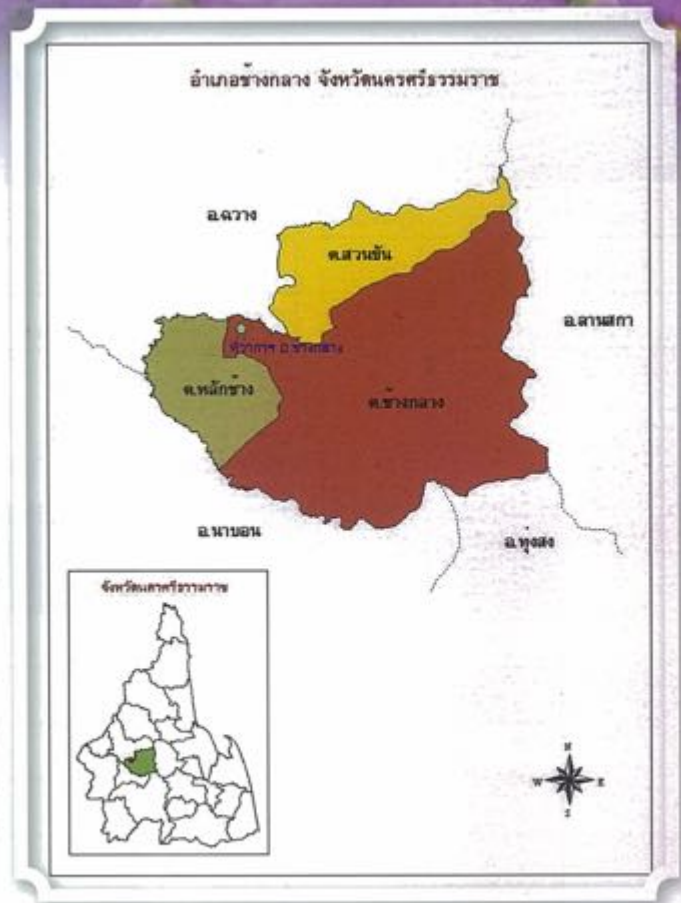 อำเภอช้างกลาง จังหวัดนครศรีธรรมราช
อ.ฉวาง
ต.สวนขัน
อ.ลานสกา
ที่ว่าการ อ.ช้างกลาง
ต.หลักช้าง
ต.ช้างกลาง
อ.นาบอน
อ.ทุ่งสง
จังหวัดนครศรีธรรมราช
N
W
E
S